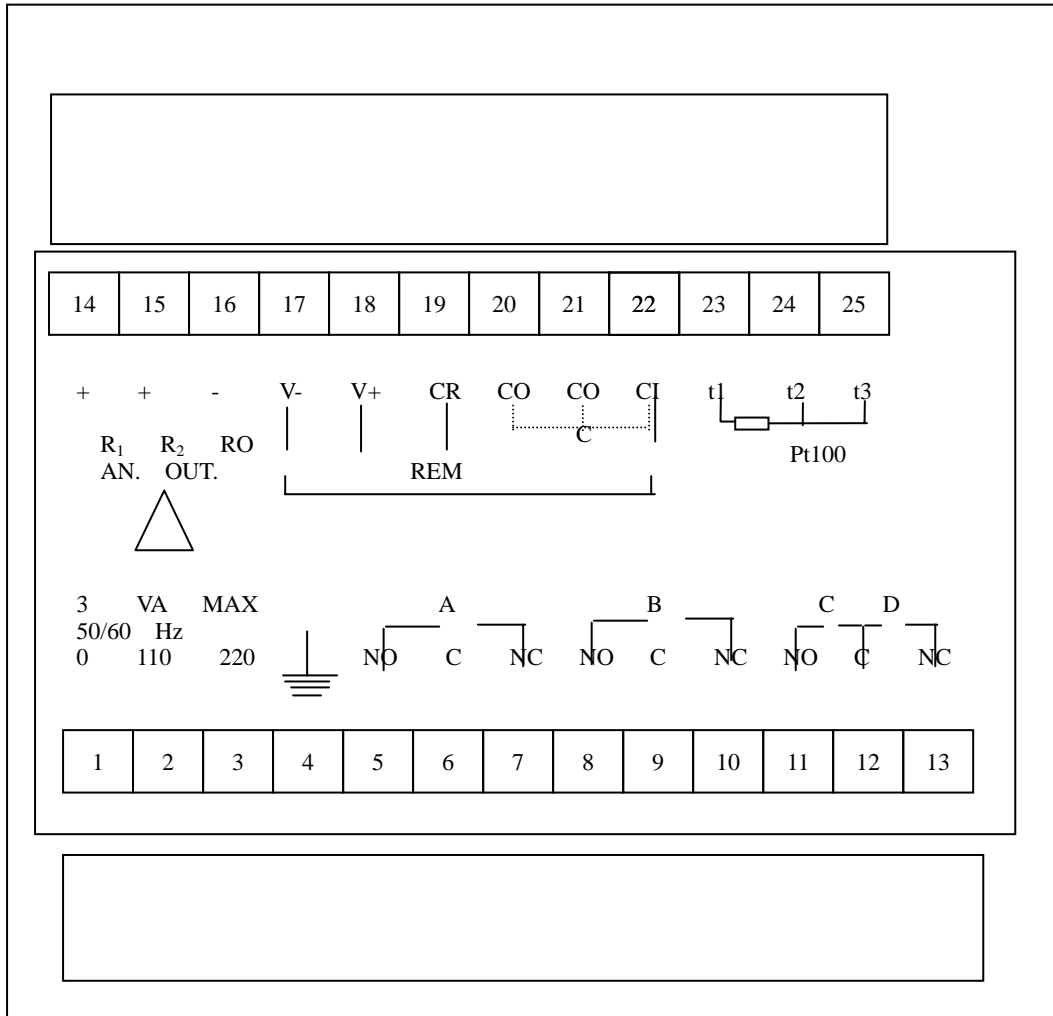 14 15 16 17 18 19 20 21 22 23 24 25
+ + - V- V+ CR CO CO CI t1 t2 t3
C
R₁ R₂ RO
Pt100
AN. OUT. REM
3 VA MAX A B C D
50/60 Hz
0 110 220 NO C NC NO C NC NO C NC
1 2 3 4 5 6 7 8 9 10 11 12 13